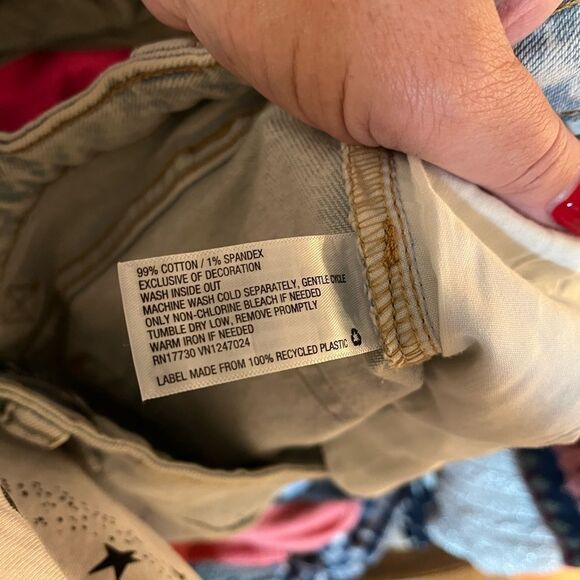 99% COTTON / 1% SPANDEX
EXCLUSIVE OF DECORATION
WASH INSIDE OUT
MACHINE WASH COLD SEPARATELY, GENTLE CYCLE
ONLY NON-CHLORINE BLEACH IF NEEDED
TUMBLE DRY LOW, REMOVE PROMPTLY
WARM IRON IF NEEDED
RN17730 VN1247024
LABEL MADE FROM 100% RECYCLED PLASTIC